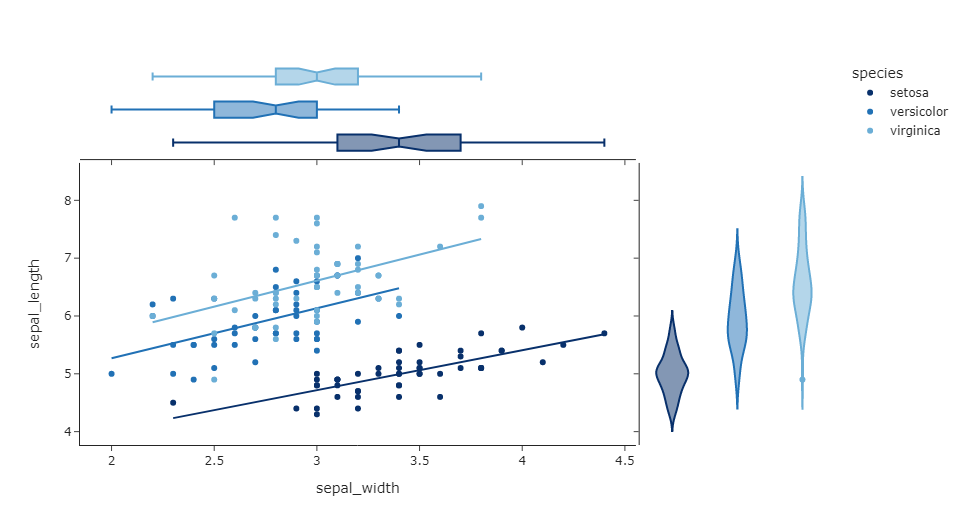 species
setosa
versicolor
virginica
8
7
6
5
4
sepal_length
2
2.5
3
3.5
4
4.5
sepal_width